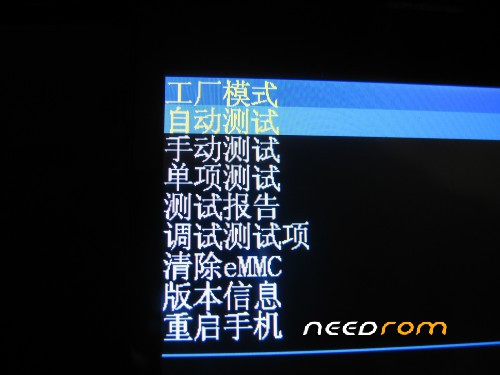 工厂模式
自动测试
手动测试
单项测试
测试报告
调试测试项
清除eMMC
版本信息
重启手机
needrom